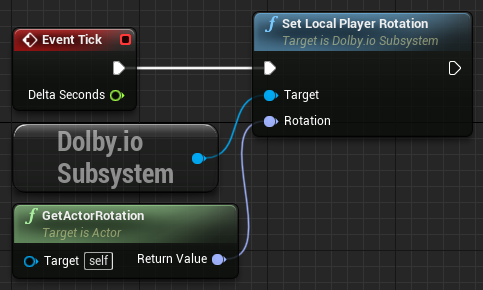 Event Tick
Delta Seconds
Dolby.io
Subsystem
f GetActorRotation
Target is Actor
Target self
Return Value
f Set Local Player Rotation
Target is Dolby.io Subsystem
Target
Rotation